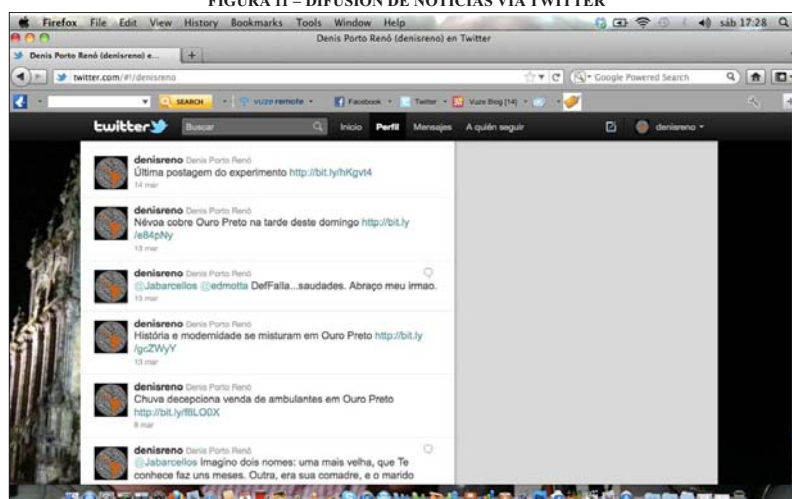 FIGURA 11 – DIFUSIÓN DE NOTICIAS VIA TWITTER
Firefox File Edit View History Bookmarks Tools Window Help sáb 17:28
Denis Porto Renó (denisreno) en Twitter
Denis Porto Renó (denisreno) e... +
twitter.com/#!/denisreno Google Powered Search
SEARCH vuze remote Facebook Twitter Vuze Blog (14)
twitter Buscar Inicio Perfil Mensajes A quién seguir denisreno
denisreno Denis Porto Renó
Última postagem do experimento http://bit.ly/hKgvt4
14 mar
denisreno Denis Porto Renó
Névoa cobre Ouro Preto na tarde deste domingo http://bit.ly
/e84pNy
13 mar
denisreno Denis Porto Renó
@Jabarcellos @edmotta DefFalla...saudades. Abraço meu irmao.
13 mar
denisreno Denis Porto Renó
História e modernidade se misturam em Ouro Preto http://bit.ly
/gcZWyY
13 mar
denisreno Denis Porto Renó
Chuva decepciona venda de ambulantes em Ouro Preto
http://bit.ly/f8LO0X
8 mar
denisreno Denis Porto Renó
@Jabarcellos Imagino dois nomes: uma mais velha, que Te
conhece faz uns meses. Outra, era sua comadre, e o marido